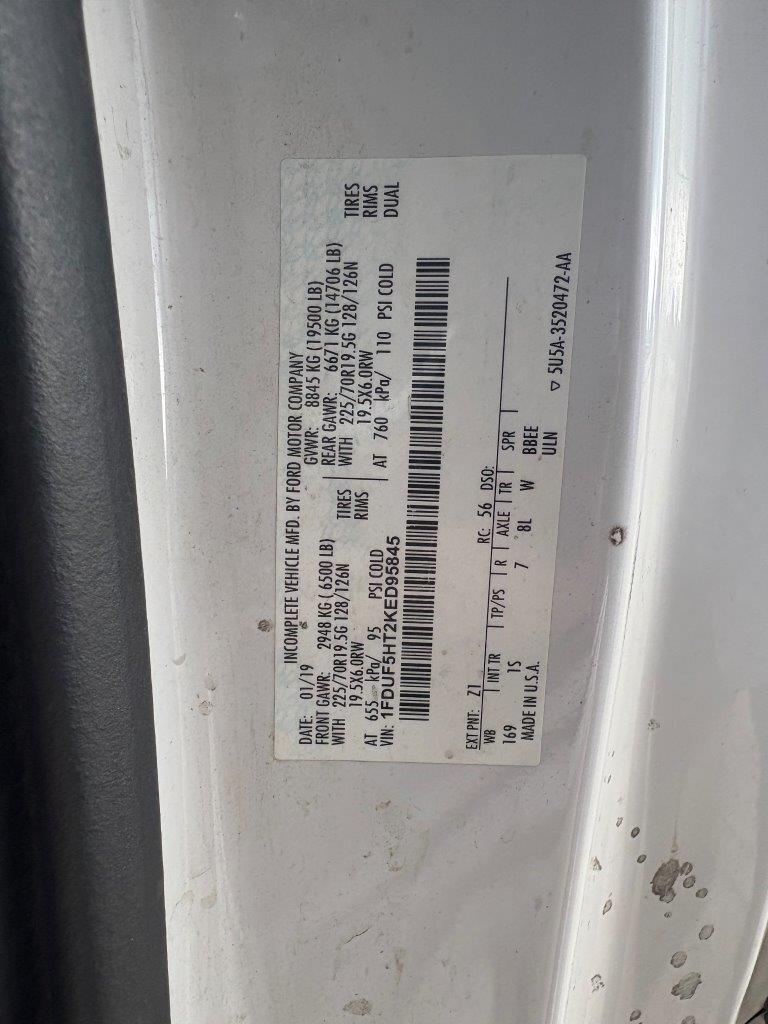 INCOMPLETE VEHICLE MFD. BY FORD MOTOR COMPANY
DATE: 01/19 GVWR: 8845 KG (19500 LB)
FRONT GAWR: 2948 KG ( 6500 LB) REAR GAWR: 6671 KG (14706 LB)
WITH 225/70R19.5G 128/126N TIRES WITH 225/70R19.5G 128/126N TIRES
19.5X6.0RW RIMS 19.5X6.0RW RIMS
AT 655 kPa/ 95 PSI COLD AT 760 kPa/ 110 PSI COLD DUAL
VIN: 1FDUF5HT2KED95845
EXT PNT: Z1 RC: 56 DSO:
WB INT TR TP/PS R AXLE TR SPR
169 1S 7 8L W BBEE
MADE IN U.S.A. ULN
▽ 5U5A-3520472-AA